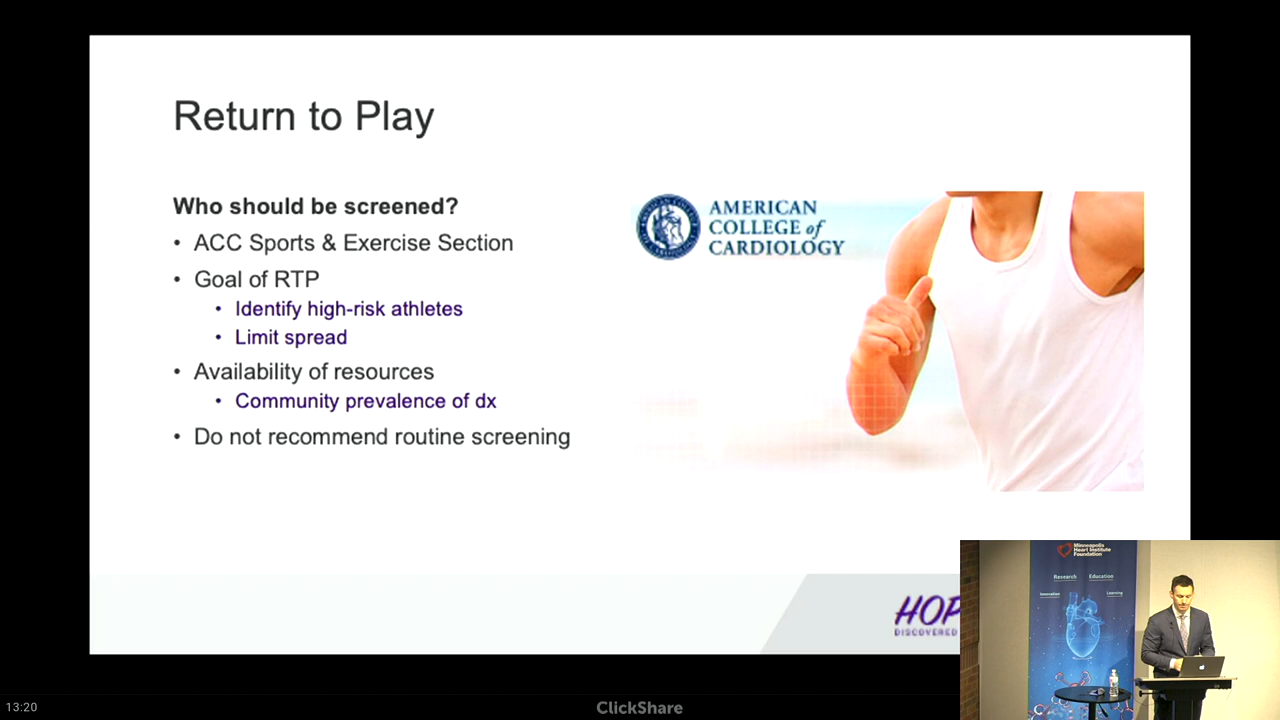 Return to Play
Who should be screened?
• ACC Sports & Exercise Section
• Goal of RTP
• Identify high-risk athletes
• Limit spread
• Availability of resources
• Community prevalence of dx
• Do not recommend routine screening
AMERICAN
COLLEGE of
CARDIOLOGY
HOP
DISCOVERED
Minneapolis
Heart Institute
Foundation
Research Education
Innovation Learning
13:20
ClickShare